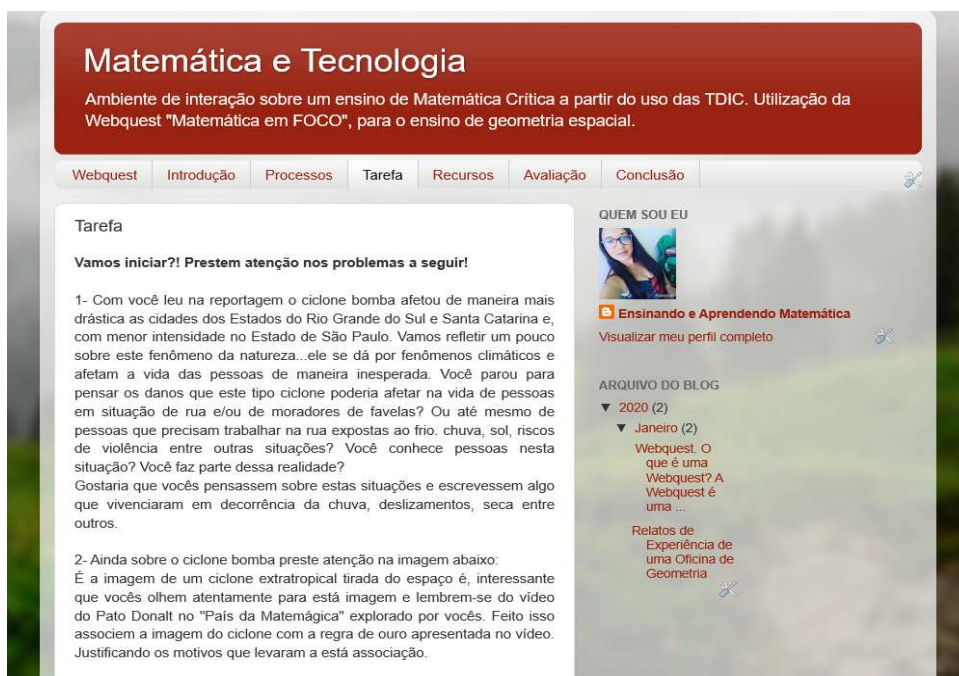 Matemática e Tecnologia
Ambiente de interação sobre um ensino de Matemática Crítica a partir do uso das TDIC. Utilização da
Webquest "Matemática em FOCO", para o ensino de geometria espacial.
Webquest Introdução Processos Tarefa Recursos Avaliação Conclusão
Tarefa
Vamos iniciar?! Prestem atenção nos problemas a seguir!
1- Com você leu na reportagem o ciclone bomba afetou de maneira mais
drástica as cidades dos Estados do Rio Grande do Sul e Santa Catarina e,
com menor intensidade no Estado de São Paulo. Vamos refletir um pouco
sobre este fenômeno da natureza...ele se dá por fenômenos climáticos e
afetam a vida das pessoas de maneira inesperada. Você parou para
pensar os danos que este tipo ciclone poderia afetar na vida de pessoas
em situação de rua e/ou de moradores de favelas? Ou até mesmo de
pessoas que precisam trabalhar na rua expostas ao frio. chuva, sol, riscos
de violência entre outras situações? Você conhece pessoas nesta
situação? Você faz parte dessa realidade?
Gostaria que vocês pensassem sobre estas situações e escrevessem algo
que vivenciaram em decorrência da chuva, deslizamentos, seca entre
outros.
2- Ainda sobre o ciclone bomba preste atenção na imagem abaixo:
É a imagem de um ciclone extratropical tirada do espaço é, interessante
que vocês olhem atentamente para está imagem e lembrem-se do vídeo
do Pato Donalt no "País da Matemágica" explorado por vocês. Feito isso
associem a imagem do ciclone com a regra de ouro apresentada no vídeo.
Justificando os motivos que levaram a está associação.
QUEM SOU EU
Ensinando e Aprendendo Matemática
Visualizar meu perfil completo
ARQUIVO DO BLOG
▼ 2020 (2)
▼ Janeiro (2)
Webquest. O
que é uma
Webquest? A
Webquest é
uma ...
Relatos de
Experiência de
uma Oficina de
Geometria